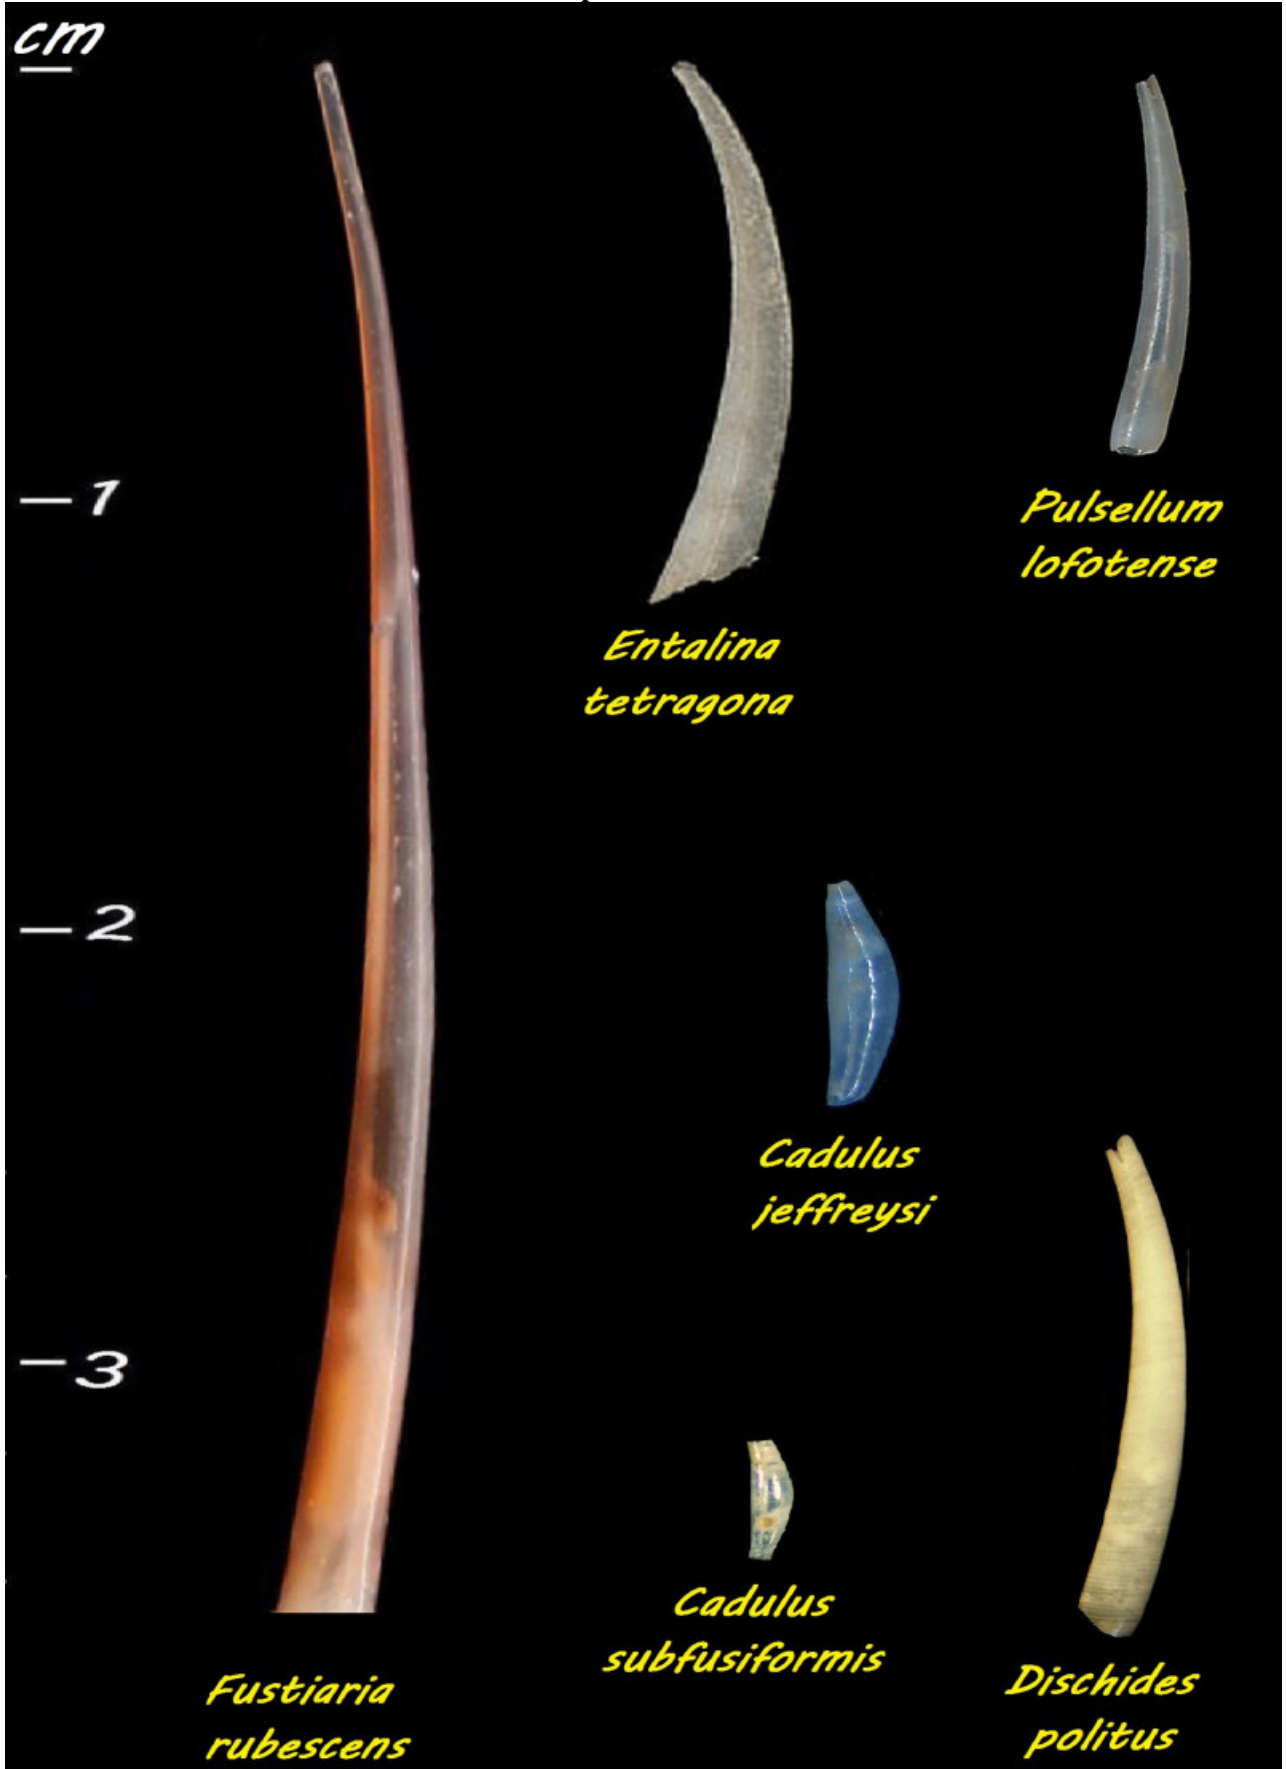 cm
1
Pulsellum
lofotense
Entalina
tetragona
2
Cadulus
jeffreysi
3
Cadulus
subfusiformis
Dischides
politus
Fustiaria
rubescens